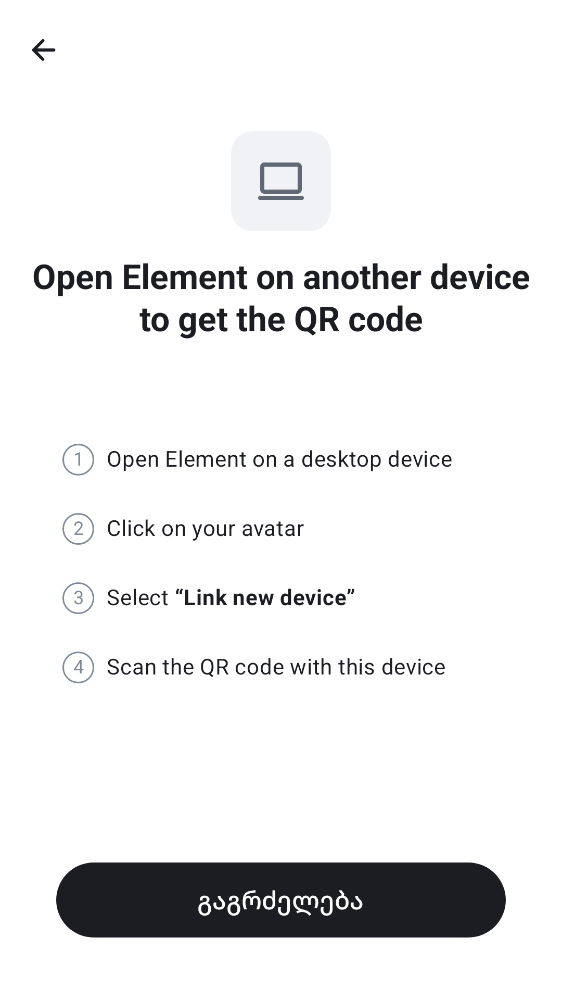 Open Element on another device
to get the QR code
1 Open Element on a desktop device
2 Click on your avatar
3 Select “Link new device”
4 Scan the QR code with this device
გაგრძელება